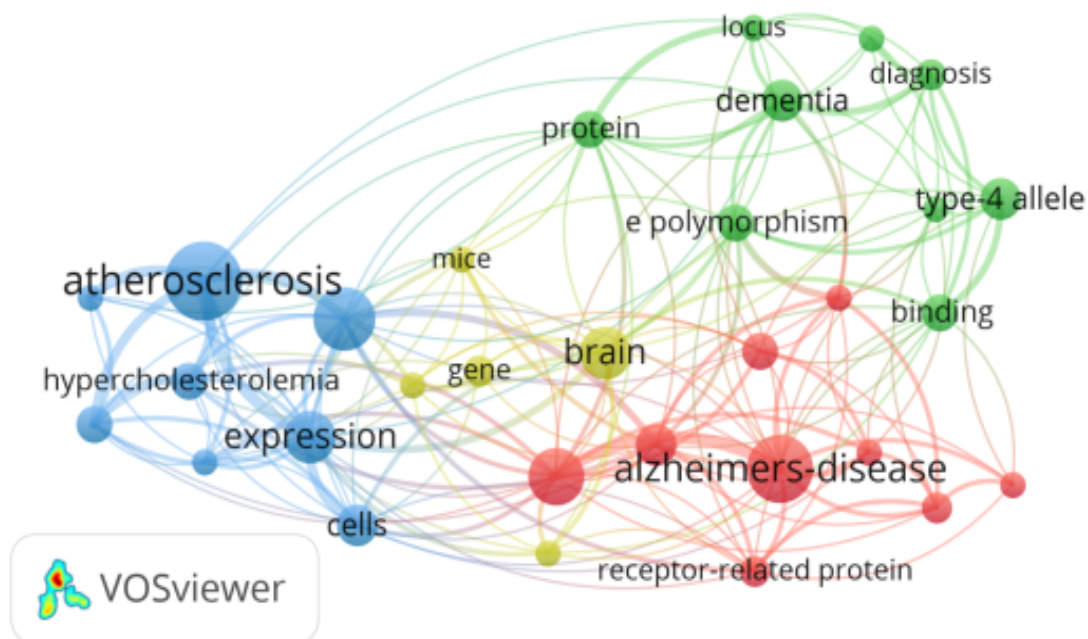 locus
diagnosis
dementia
protein
type-4 allele
e polymorphism
mice
atherosclerosis
binding
brain
gene
hypercholesterolemia
expression
alzheimers-disease
cells
receptor-related protein
VOSviewer